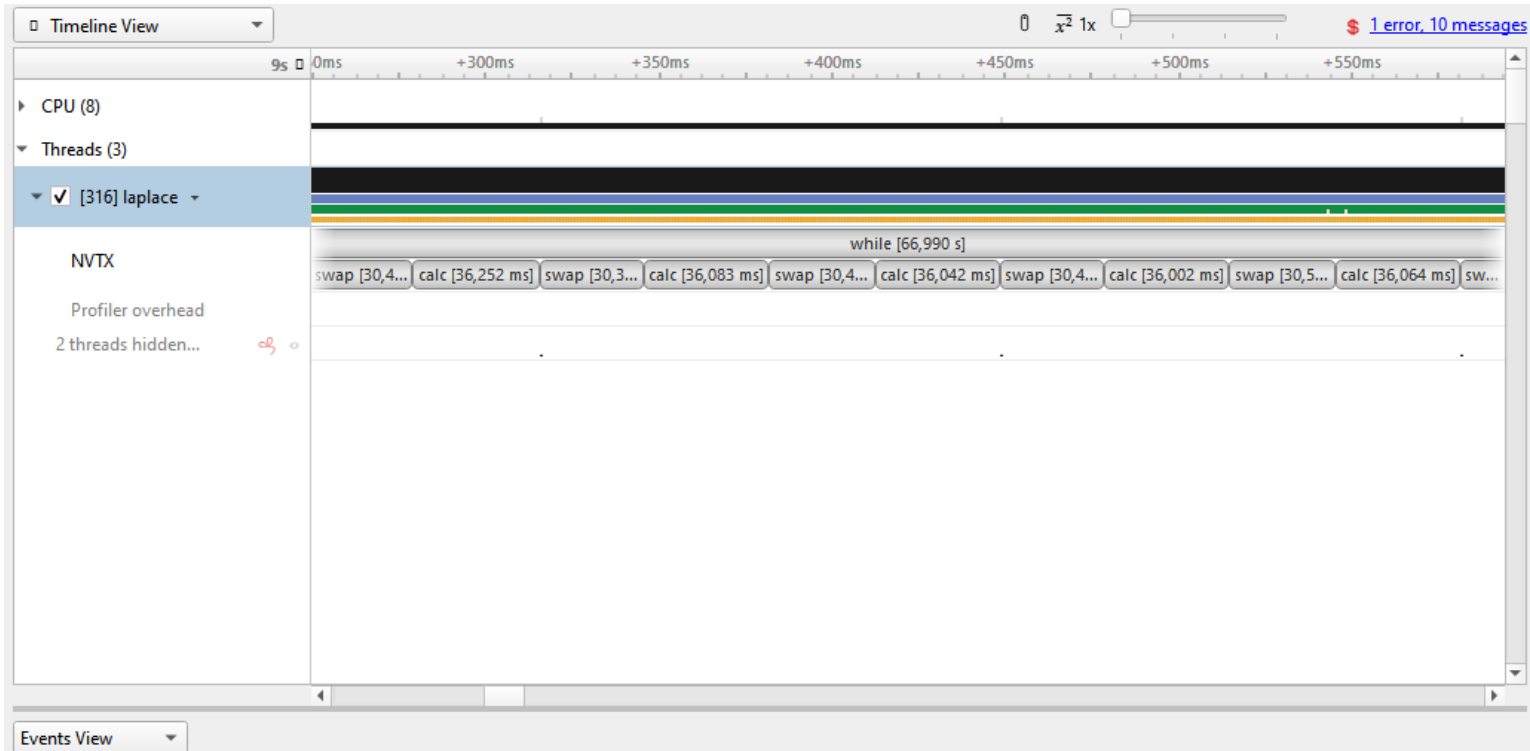 Timeline View
x² 1x
1 error, 10 messages
9s 0ms +300ms +350ms +400ms +450ms +500ms +550ms
CPU (8)
Threads (3)
[316] laplace
while [66,990 s]
NVTX
swap [30,4... calc [36,252 ms] swap [30,3... calc [36,083 ms] swap [30,4... calc [36,042 ms] swap [30,4... calc [36,002 ms] swap [30,5... calc [36,064 ms] sw...
Profiler overhead
2 threads hidden...
Events View